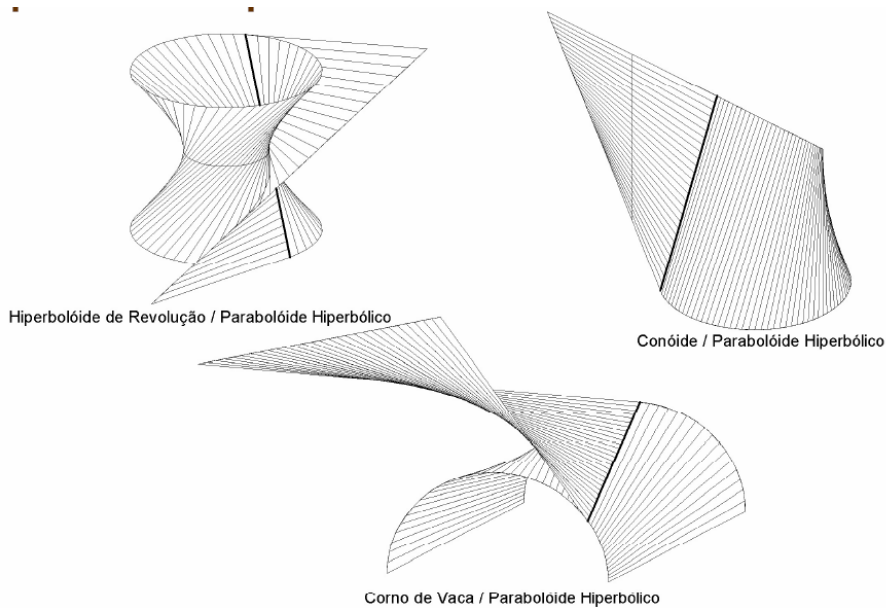 Hiperbolóide de Revolução / Parabolóide Hiperbólico
Conóide / Parabolóide Hiperbólico
Corno de Vaca / Parabolóide Hiperbólico